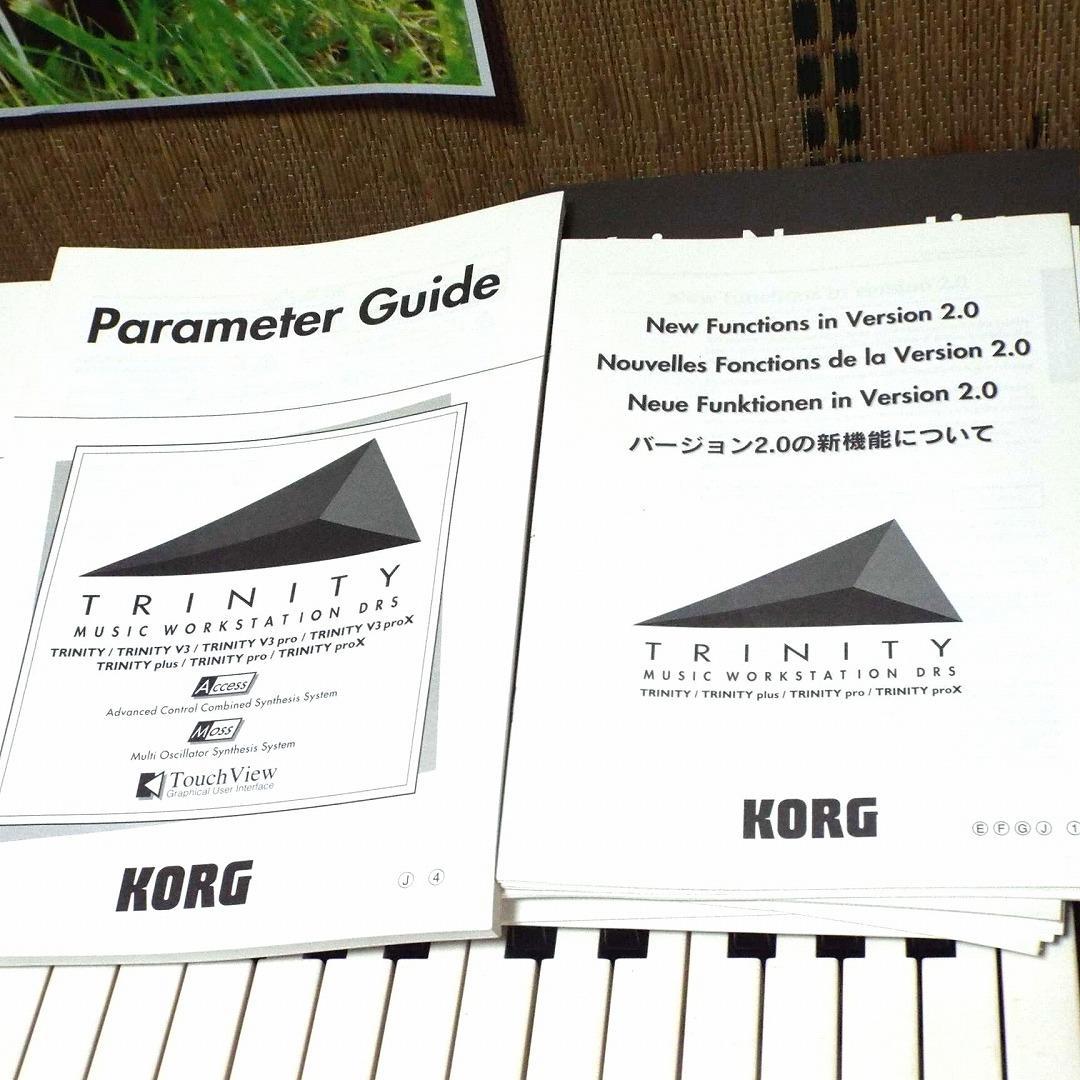 Parameter Guide
TRINITY
MUSIC WORKSTATION DRS
TRINITY / TRINITY V3 / TRINITY V3 pro / TRINITY V3 proX
TRINITY plus / TRINITY pro / TRINITY proX
Access
Advanced Control Combined Synthesis System
Moss
Multi Oscillator Synthesis System
TouchView
Graphical User Interface
KORG
J 4
New Functions in Version 2.0
Nouvelles Fonctions de la Version 2.0
Neue Funktionen in Version 2.0
バージョン2.0の新機能について
TRINITY
MUSIC WORKSTATION DRS
TRINITY / TRINITY plus / TRINITY pro / TRINITY proX
KORG
E F G J 1